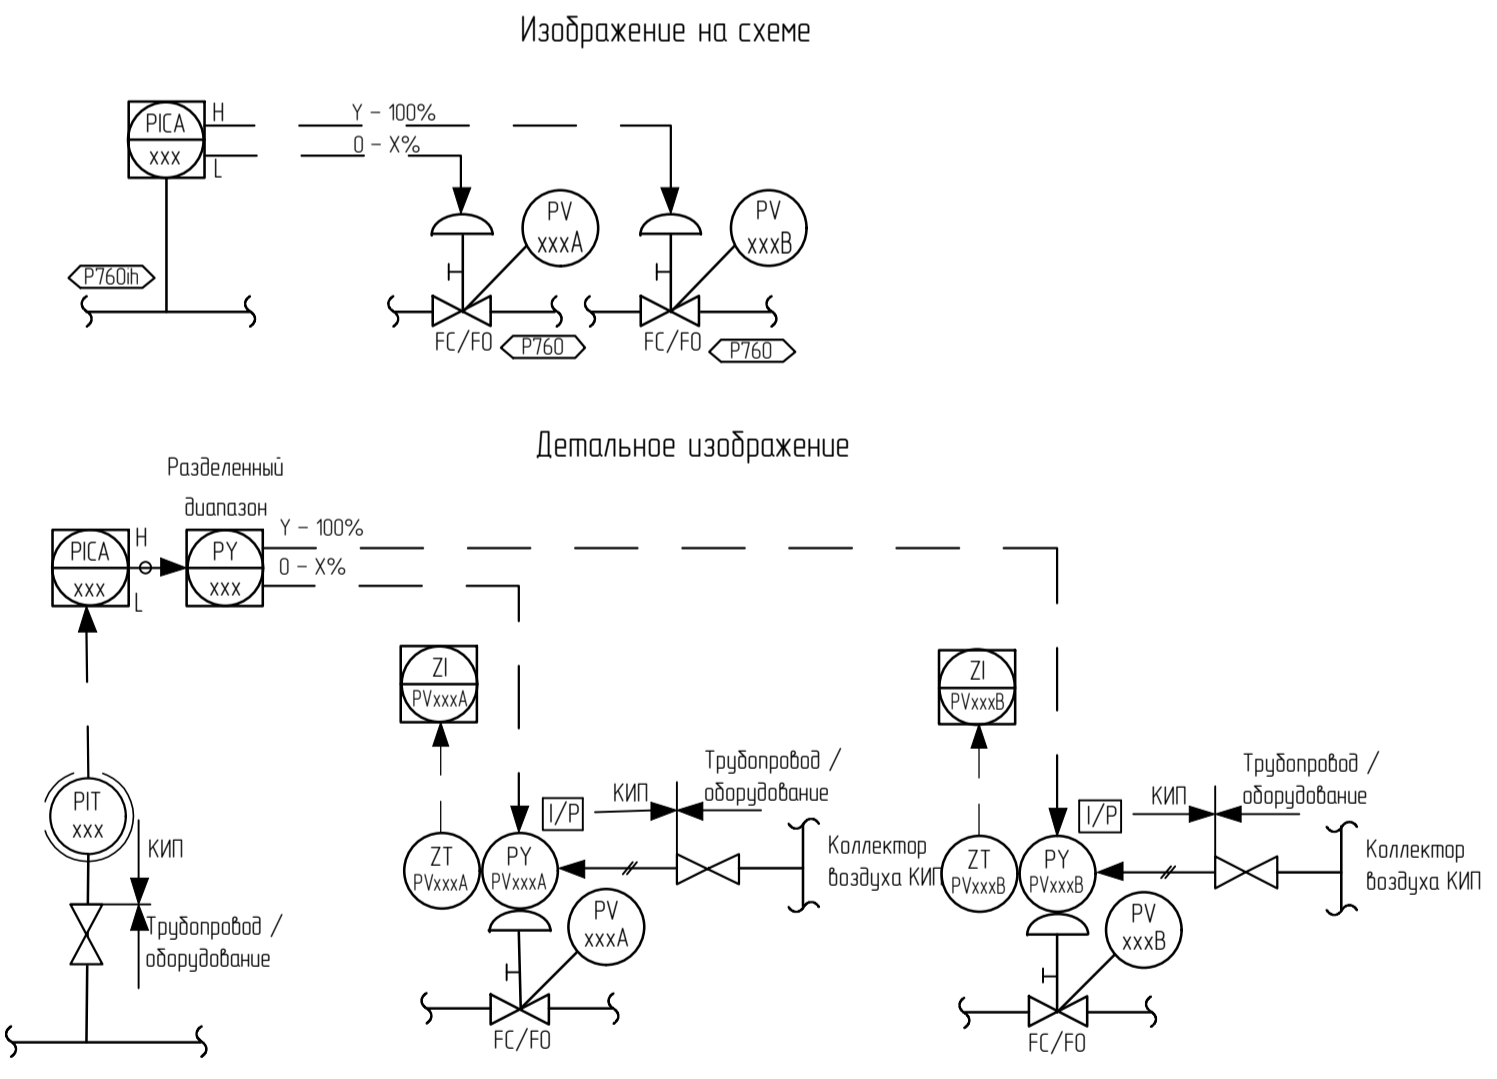 Изображение на схеме
PICA
xxx
H
L
Y - 100%
0 - X%
PV
xxxA
PV
xxxB
P760ih
FC/FO
P760
FC/FO
P760
Детальное изображение
Разделенный
диапазон
PICA
xxx
H
L
PY
xxx
Y - 100%
0 - X%
ZI
PVxxxA
ZI
PVxxxB
PIT
xxx
КИП
Трубопровод /
оборудование
I/P
КИП
Трубопровод /
оборудование
ZT
PVxxxA
PY
PVxxxA
Коллектор
воздуха КИП
PV
xxxA
FC/FO
I/P
КИП
Трубопровод /
оборудование
ZT
PVxxxB
PY
PVxxxB
Коллектор
воздуха КИП
PV
xxxB
FC/FO